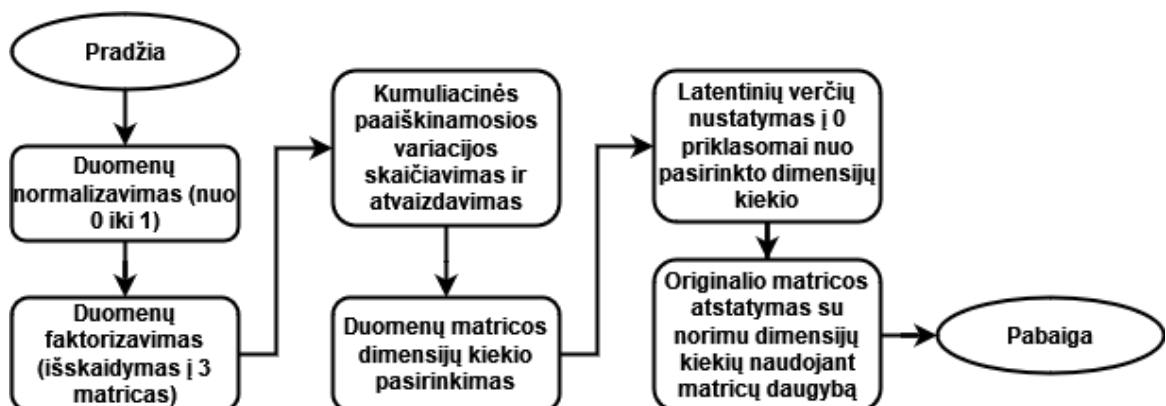 Pradžia
Duomenų
normalizavimas (nuo
0 iki 1)
Duomenų
faktorizavimas
(išskaidymas į 3
matricas)
Kumuliacinės
paaiškinamosios
variacijos
skaičiavimas ir
atvaizdavimas
Duomenų matricos
dimensijų kiekio
pasirinkimas
Latentinių verčių
nustatymas į 0
priklasomai nuo
pasirinkto dimensijų
kiekio
Originalio matricos
atstatymas su
norimu dimensijų
kiekių naudojant
matricų daugybą
Pabaiga